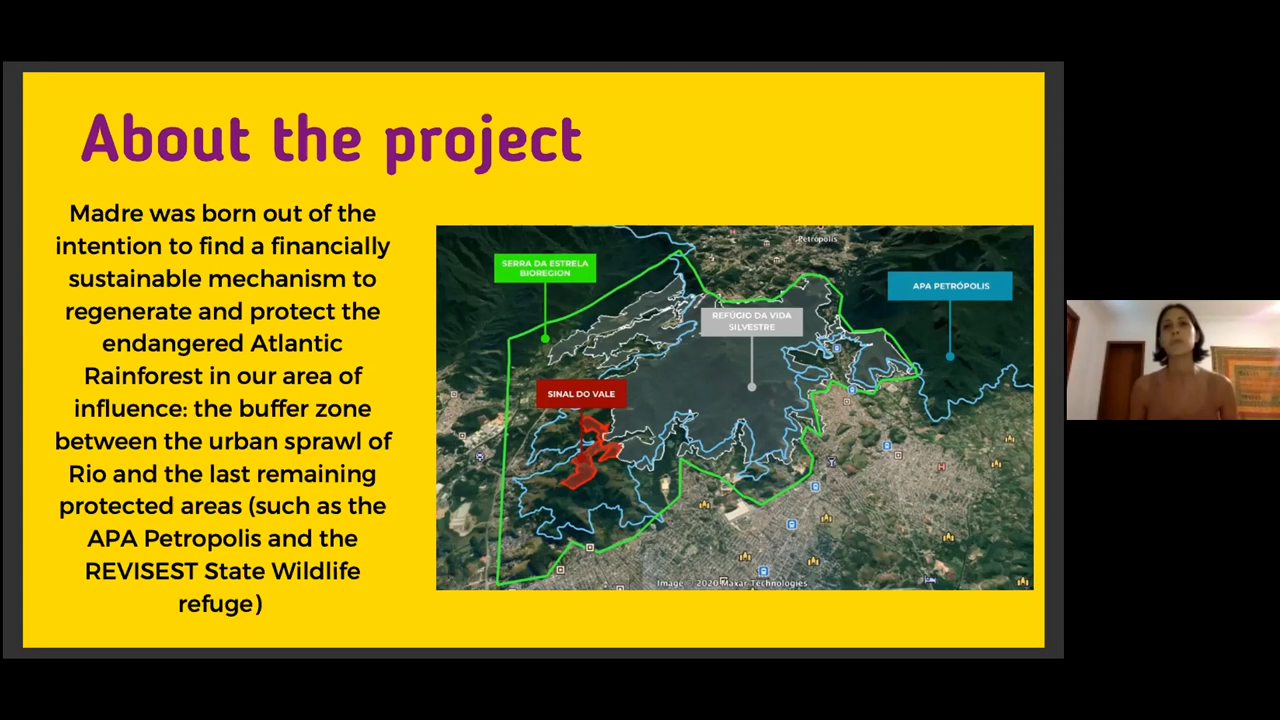 About the project
Madre was born out of the
intention to find a financially
sustainable mechanism to
regenerate and protect the
endangered Atlantic
Rainforest in our area of
influence: the buffer zone
between the urban sprawl of
Rio and the last remaining
protected areas (such as the
APA Petropolis and the
REVISEST State Wildlife
refuge)
Petrópolis
SERRA DA ESTRELA
BIOREGION
APA PETRÓPOLIS
REFÚGIO DA VIDA
SILVESTRE
SINAL DO VALE
Image 2020 Maxar Technologies